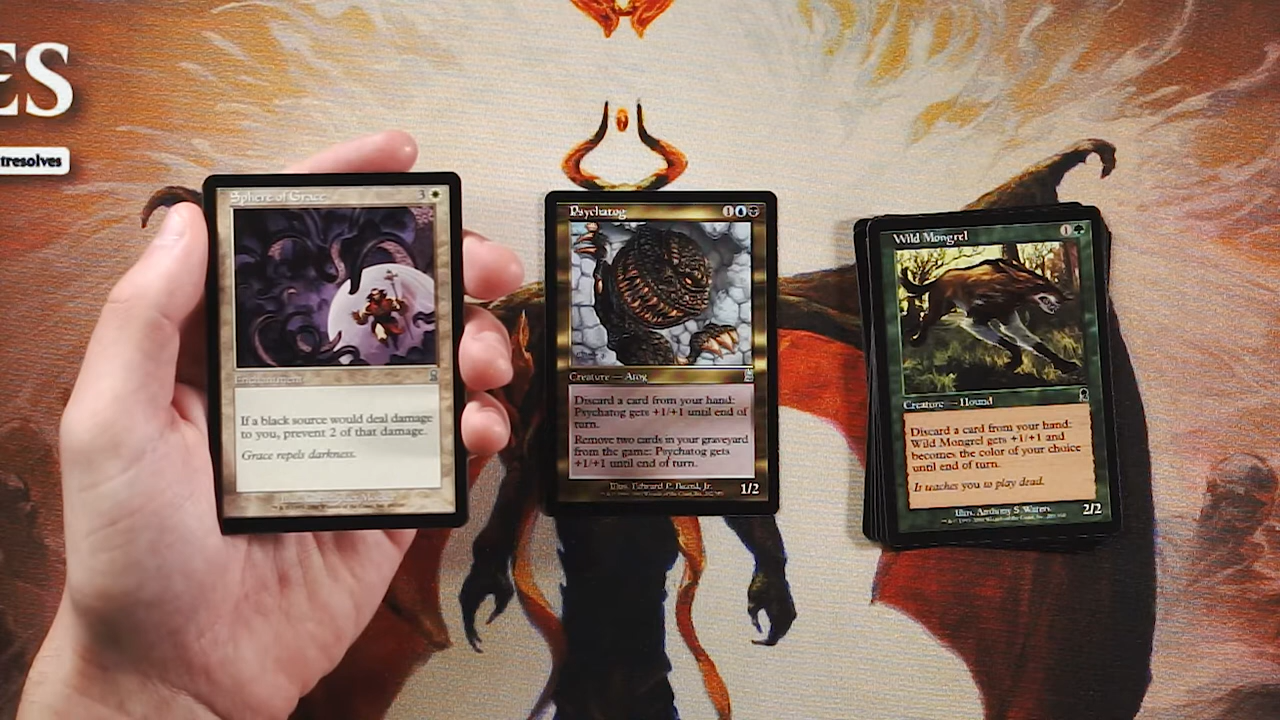 ES
tresolves
Sphere of Grace 3
Enchantment
If a black source would deal damage
to you, prevent 2 of that damage.
Grace repels darkness.
Psychatog 1
Creature — Atog
Discard a card from your hand:
Psychatog gets +1/+1 until end of
turn.
Remove two cards in your graveyard
from the game: Psychatog gets
+1/+1 until end of turn.
Illus. Edward P. Beard, Jr.
1/2
Wild Mongrel 1
Creature — Hound
Discard a card from your hand:
Wild Mongrel gets +1/+1 and
becomes the color of your choice
until end of turn.
It teaches you to play dead.
Illus. Anthony S. Waters
2/2